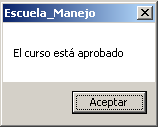 Escuela_Manejo
El curso está aprobado
Aceptar